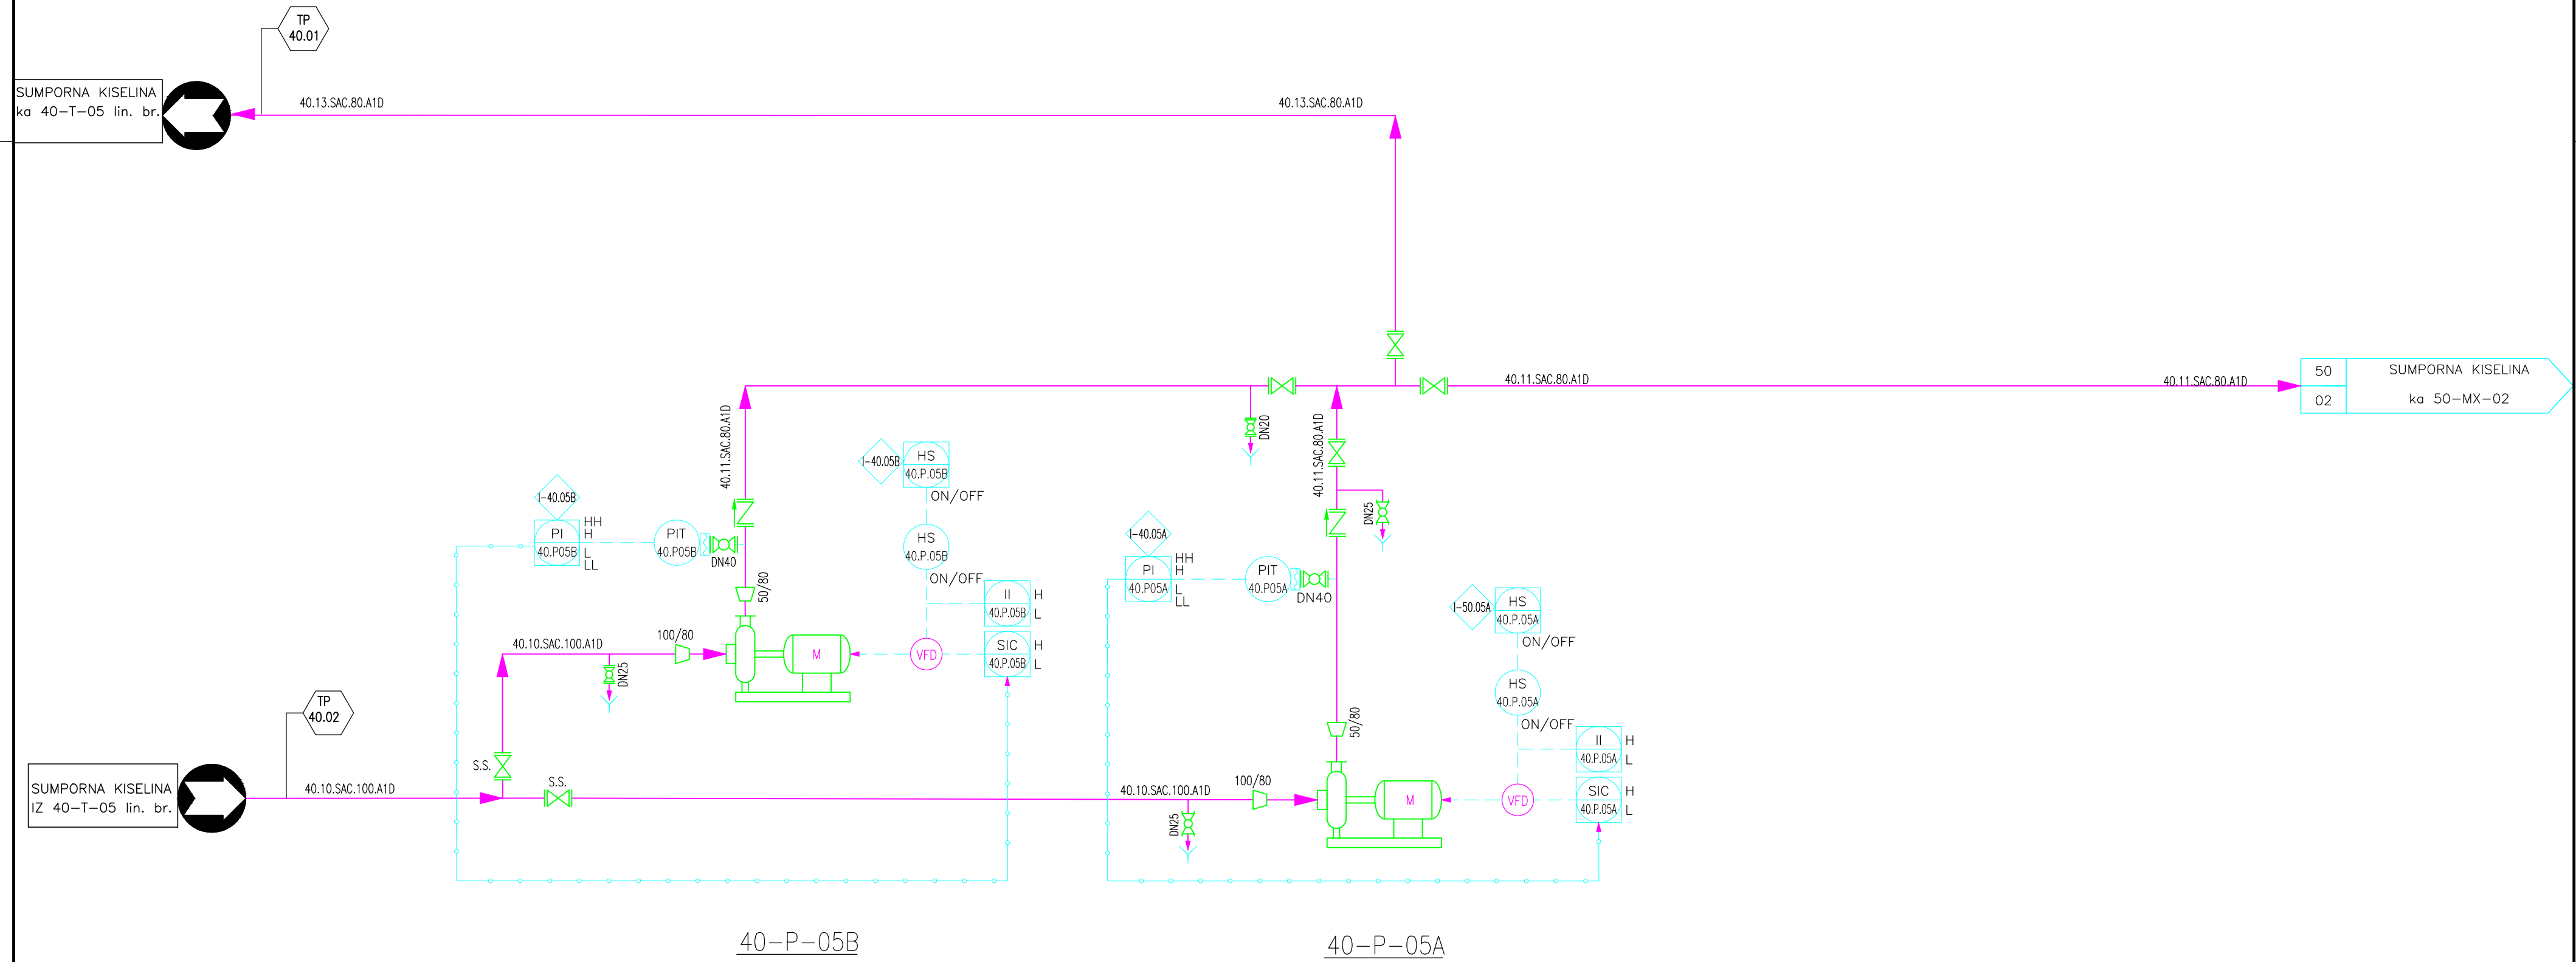 TP
40.01
SUMPORNA KISELINA
ka 40-T-05 lin. br.
40.13.SAC.80.A1D
40.13.SAC.80.A1D
40.11.SAC.80.A1D
40.11.SAC.80.A1D
50
02
SUMPORNA KISELINA
ka 50-MX-02
40.11.SAC.80.A1D
DN20
40.11.SAC.80.A1D
I-40.05B
HS
40.P.05B
ON/OFF
I-40.05B
PI
40.P05B
HH
H
L
LL
PIT
40.P05B
DN40
HS
40.P.05B
ON/OFF
DN25
I-40.05A
PI
40.P05A
HH
H
L
LL
PIT
40.P05A
DN40
50/80
II
40.P.05B
H
L
I-50.05A
HS
40.P.05A
ON/OFF
40.10.SAC.100.A1D
100/80
M
VFD
SIC
40.P.05B
H
L
DN25
HS
40.P.05A
ON/OFF
TP
40.02
50/80
II
40.P.05A
H
L
S.S.
S.S.
SUMPORNA KISELINA
IZ 40-T-05 lin. br.
40.10.SAC.100.A1D
40.10.SAC.100.A1D
100/80
M
VFD
SIC
40.P.05A
H
L
DN25
40-P-05B
40-P-05A